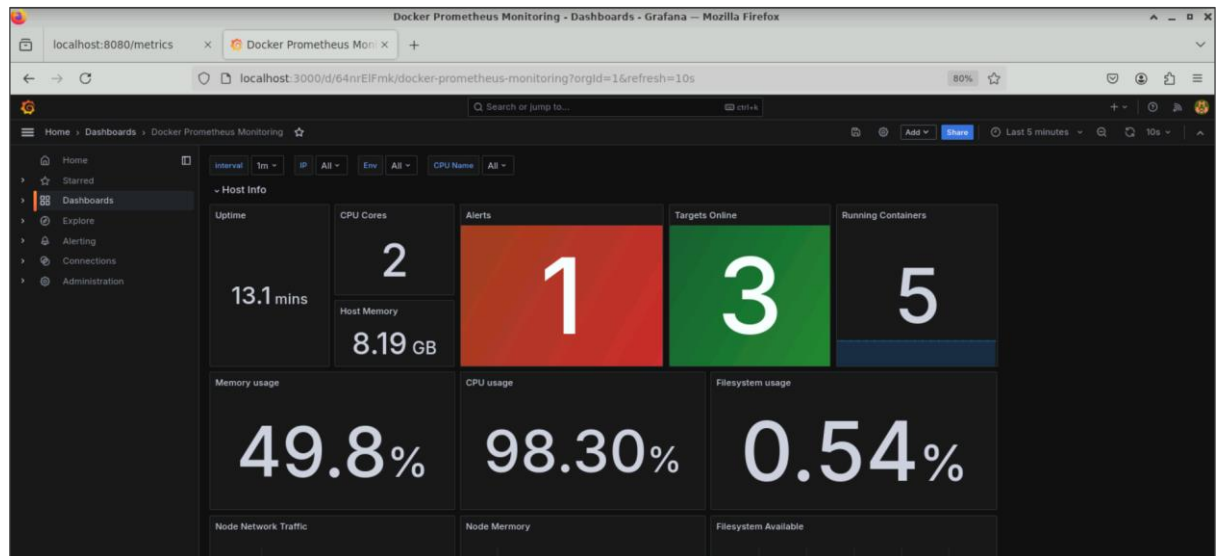 Docker Prometheus Monitoring - Dashboards - Grafana — Mozilla Firefox
localhost:8080/metrics
Docker Prometheus Moni
localhost:3000/d/64nrElFmk/docker-prometheus-monitoring?orgId=1&refresh=10s
80%
Search or jump to...
ctrl+k
Home › Dashboards › Docker Prometheus Monitoring
Add
Share
Last 5 minutes
10s
Home
Starred
Dashboards
Explore
Alerting
Connections
Administration
Interval 1m IP All Env All CPU Name All
Host Info
Uptime
13.1 mins
CPU Cores
2
Host Memory
8.19 GB
Alerts
1
Targets Online
3
Running Containers
5
Memory usage
49.8%
CPU usage
98.30%
Filesystem usage
0.54%
Node Network Traffic
Node Mermory
Filesystem Available